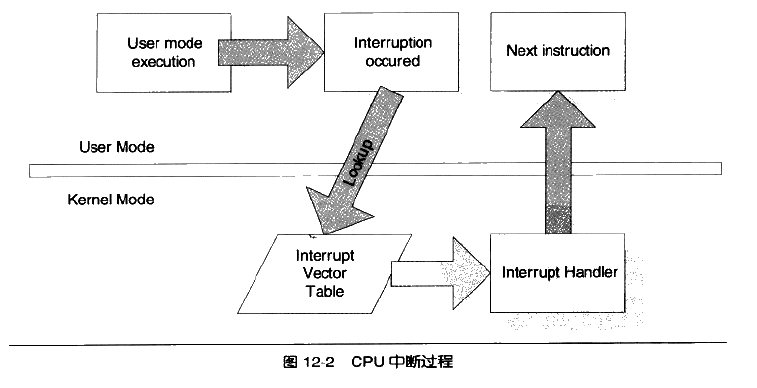 User mode
execution
Interruption
occured
Next instruction
User Mode
Lookup
Kernel Mode
Interrupt
Vector
Table
Interrupt Handler
图 12-2 CPU 中断过程